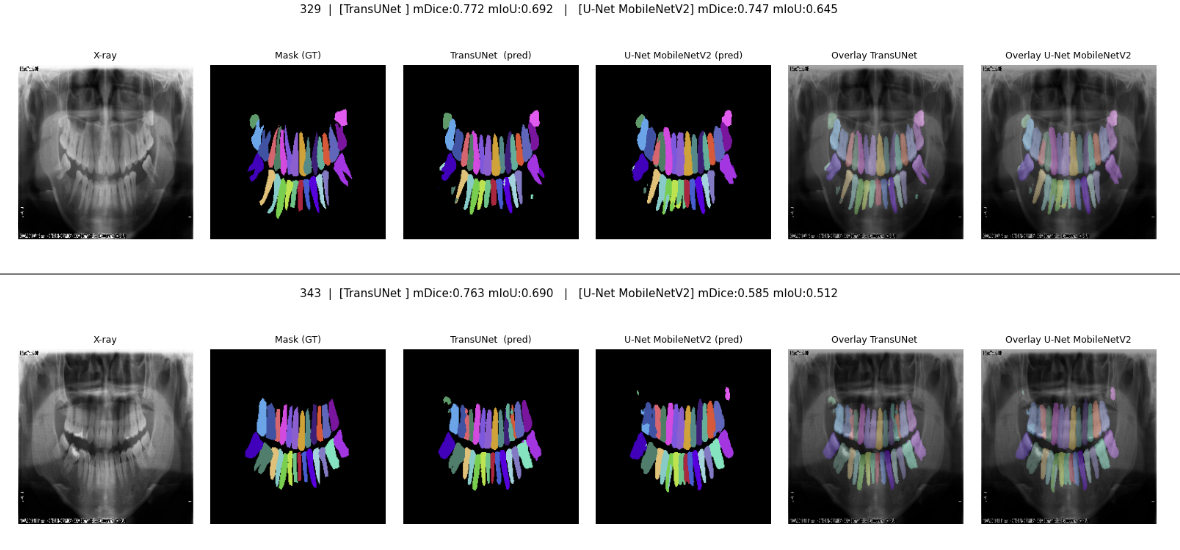 329 | [TransUNet ] mDice:0.772 mIoU:0.692 | [U-Net MobileNetV2] mDice:0.747 mIoU:0.645
X-ray Mask (GT) TransUNet (pred) U-Net MobileNetV2 (pred) Overlay TransUNet Overlay U-Net MobileNetV2
343 | [TransUNet ] mDice:0.763 mIoU:0.690 | [U-Net MobileNetV2] mDice:0.585 mIoU:0.512
X-ray Mask (GT) TransUNet (pred) U-Net MobileNetV2 (pred) Overlay TransUNet Overlay U-Net MobileNetV2